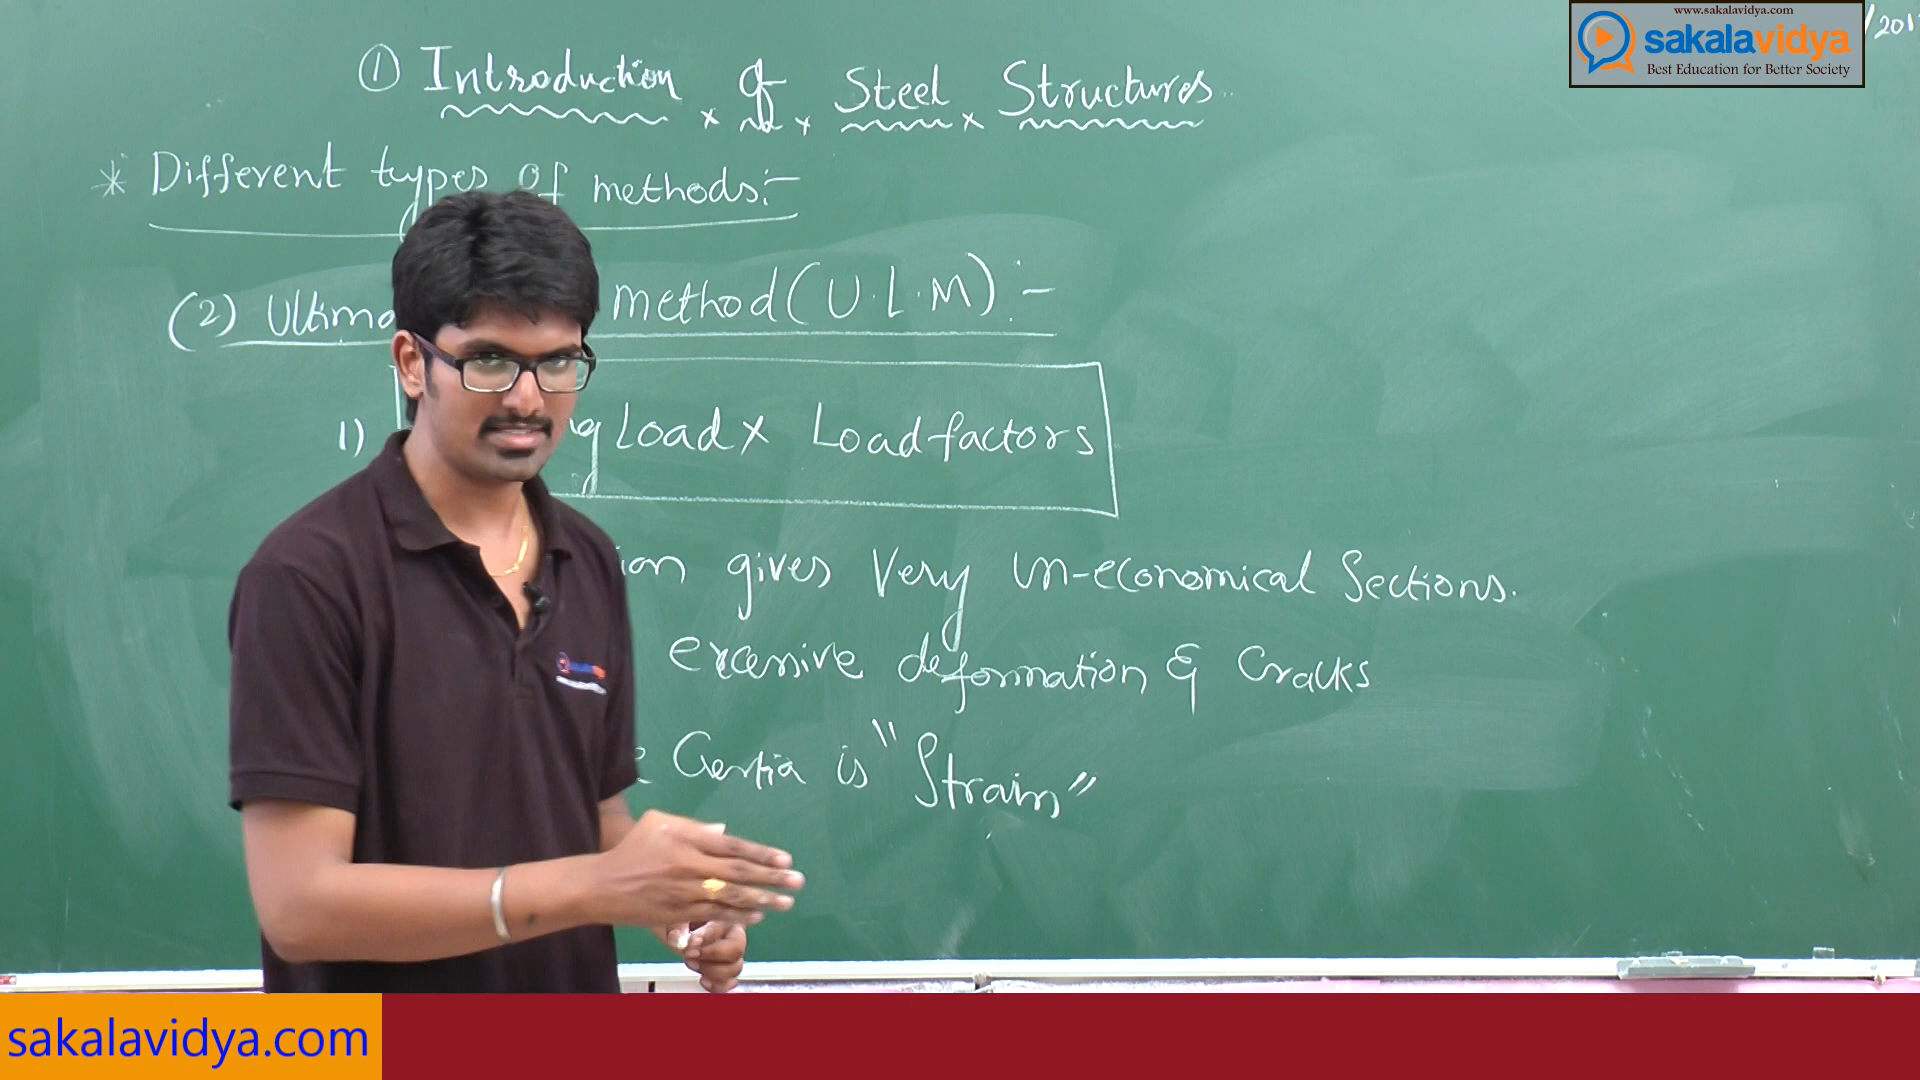 www.sakalavidya.com
sakalavidya
Best Education for Better Society
/201
① Introduction of Steel Structures
* Different types of methods:-
(2) Ultima method (U.L.M):-
1) Load x Load factors
ion gives Very un-economical Sections.
excessive deformation & Cracks
is "Strain"
sakalavidya.com